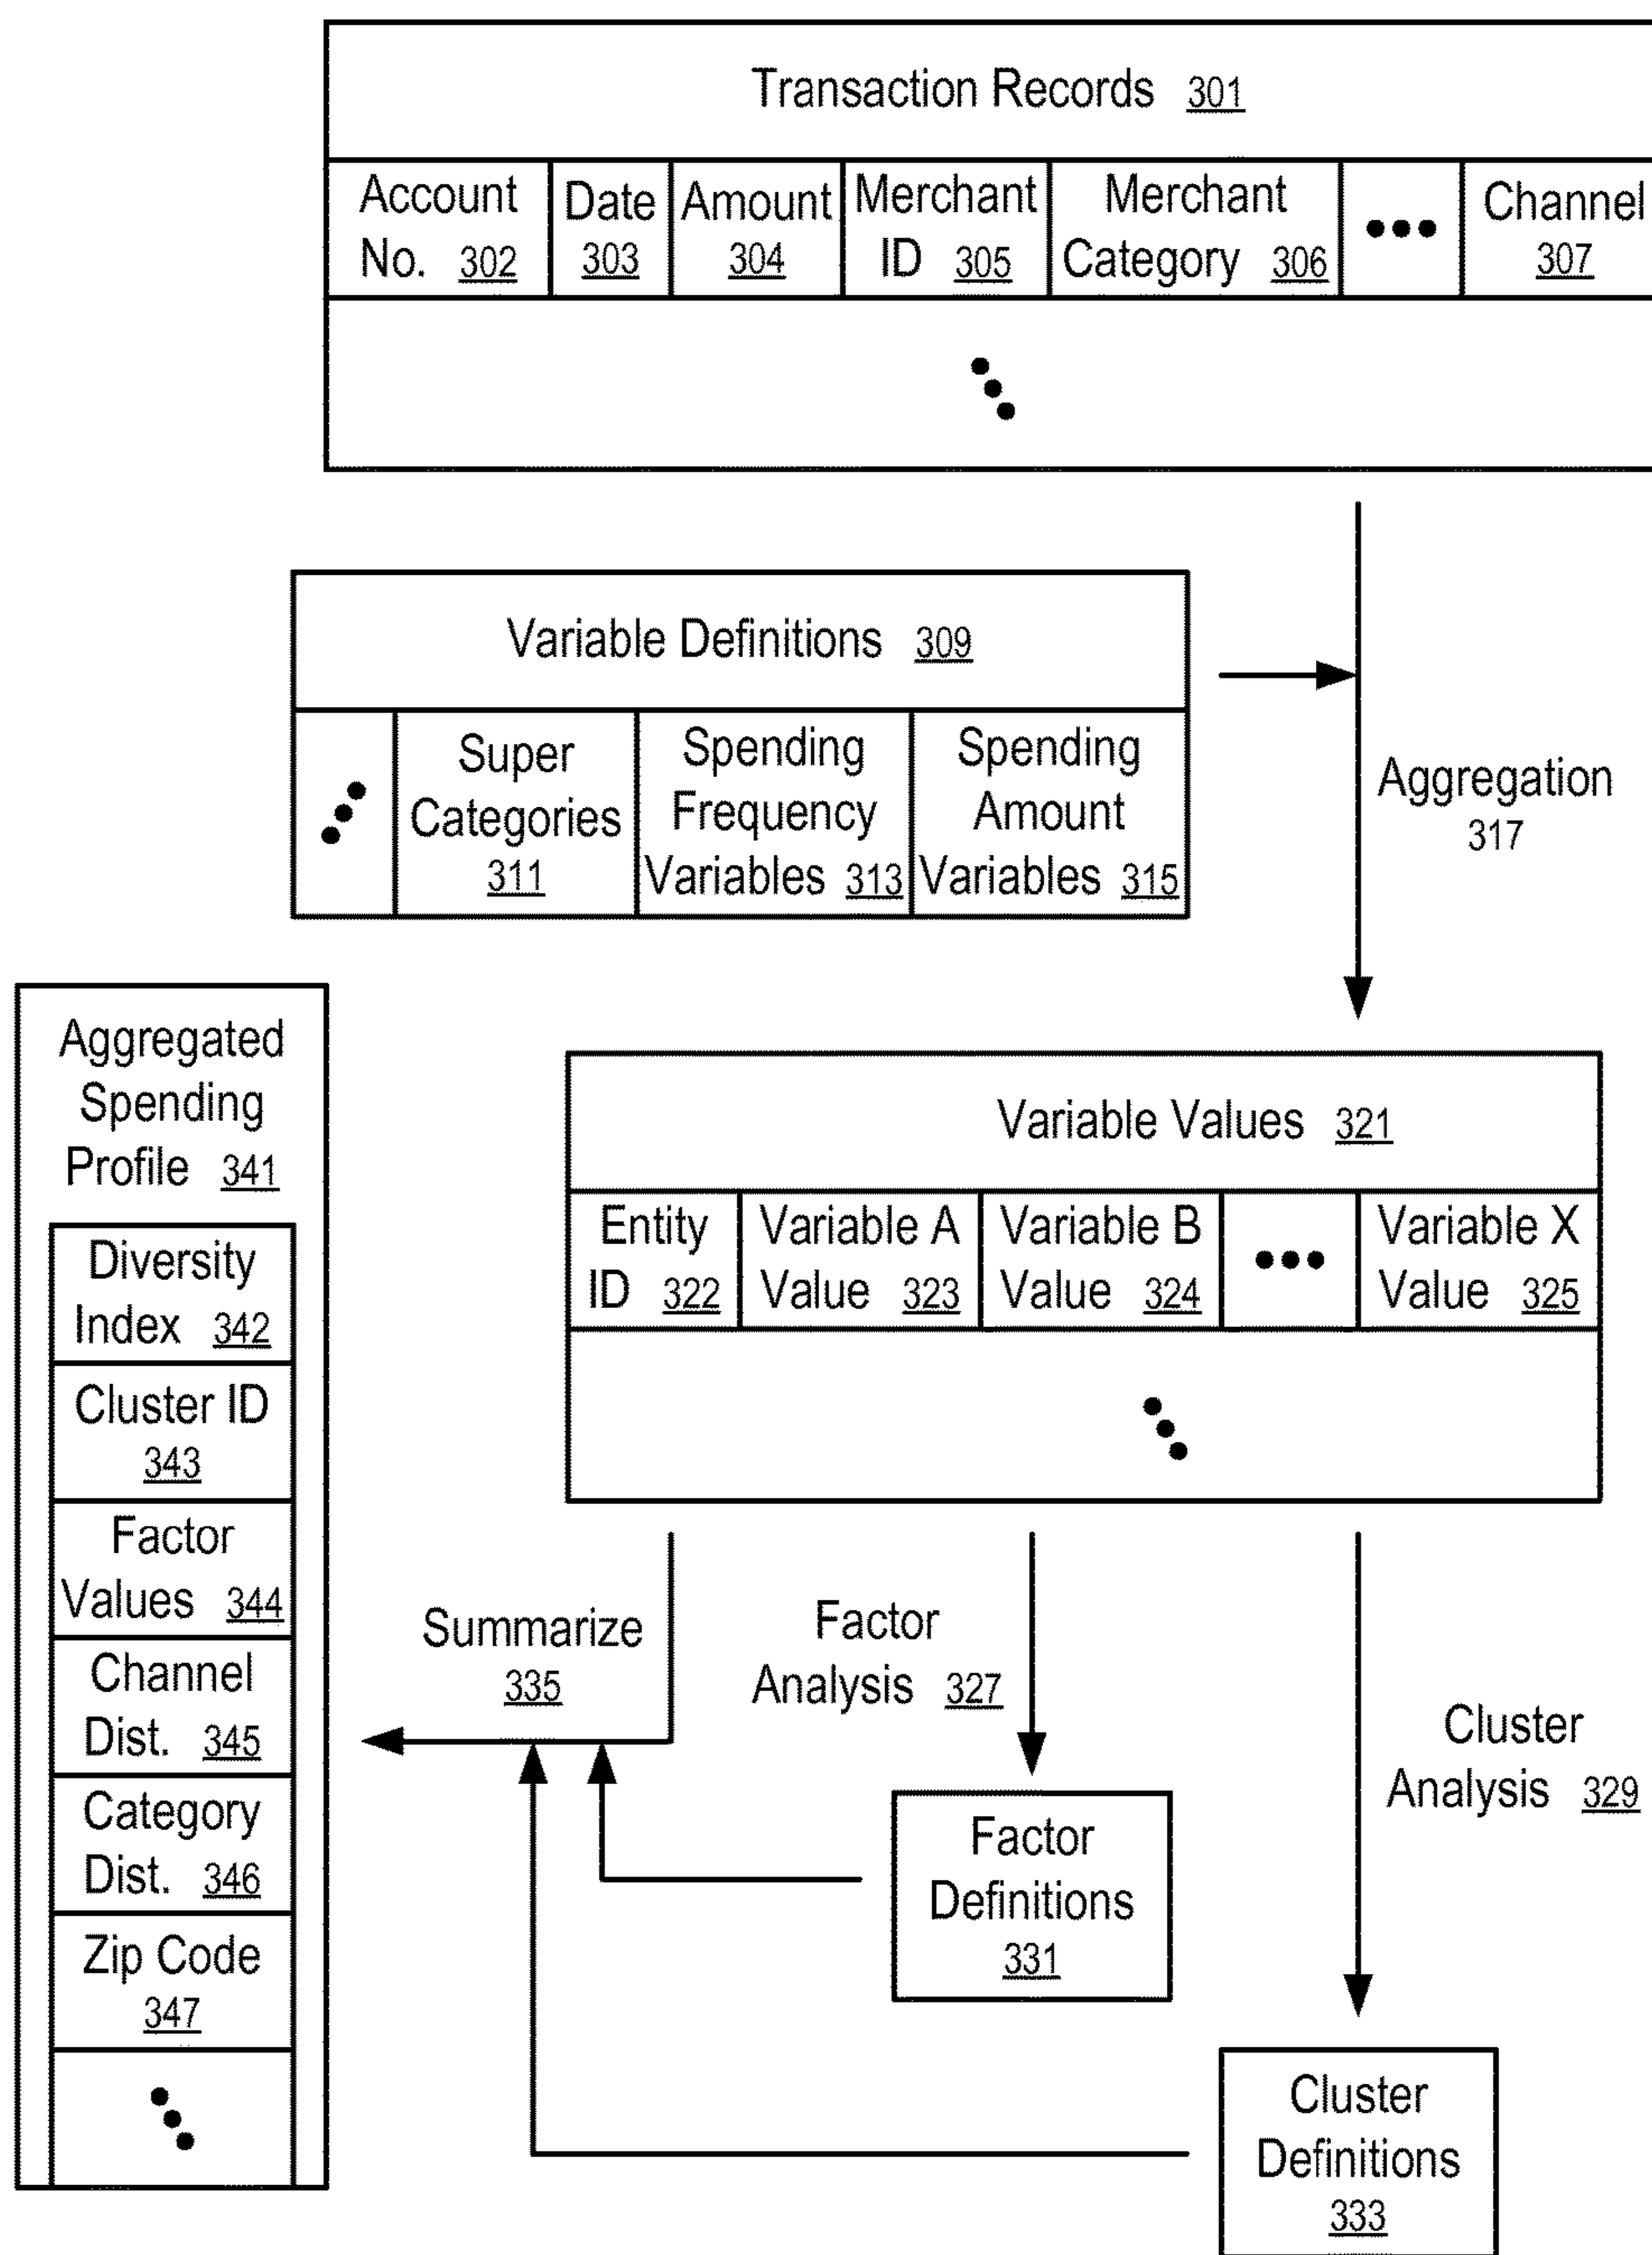 Transaction Records 301
Account
No. 302
Date
303
Amount
304
Merchant
ID 305
Merchant
Category 306
•••
Channel
307
Variable Definitions 309
Super
Categories
311
Spending
Frequency
Variables 313
Spending
Amount
Variables 315
Aggregation
317
Variable Values 321
Entity
ID 322
Variable A
Value 323
Variable B
Value 324
•••
Variable X
Value 325
Aggregated
Spending
Profile 341
Diversity
Index 342
Cluster ID
343
Factor
Values 344
Channel
Dist. 345
Category
Dist. 346
Zip Code
347
Summarize
335
Factor
Analysis 327
Cluster
Analysis 329
Factor
Definitions
331
Cluster
Definitions
333